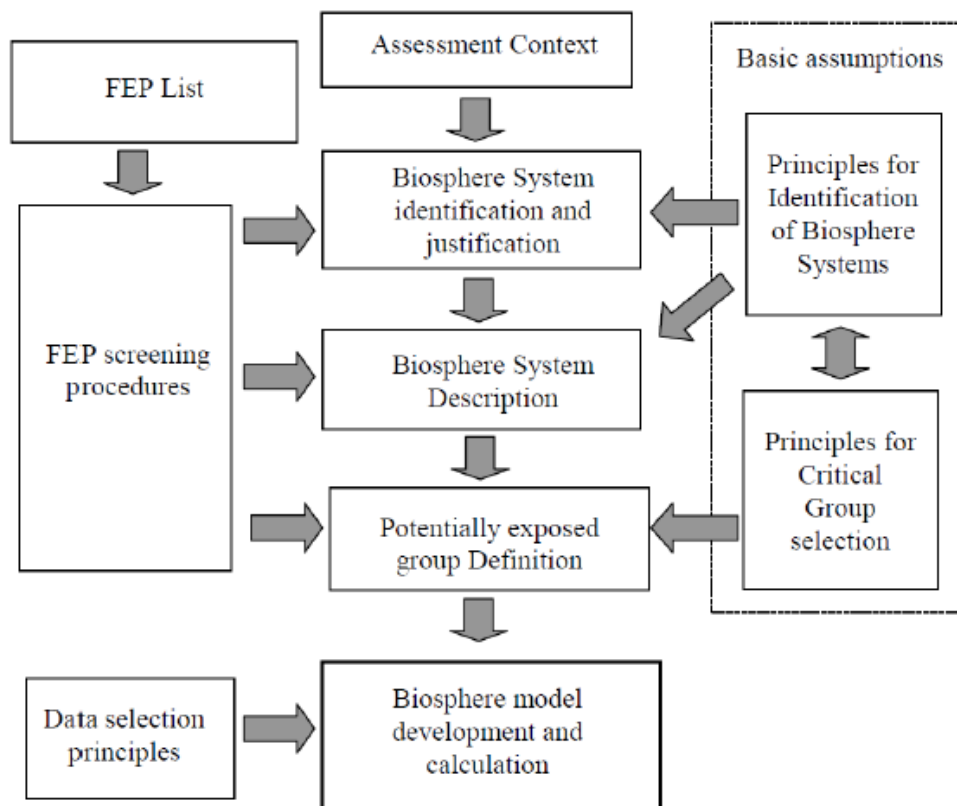 Assessment Context
FEP List
Basic assumptions
Biosphere System
identification and
justification
Principles for
Identification
of Biosphere
Systems
FEP screening
procedures
Biosphere System
Description
Principles for
Critical
Group
selection
Potentially exposed
group Definition
Data selection
principles
Biosphere model
development and
calculation